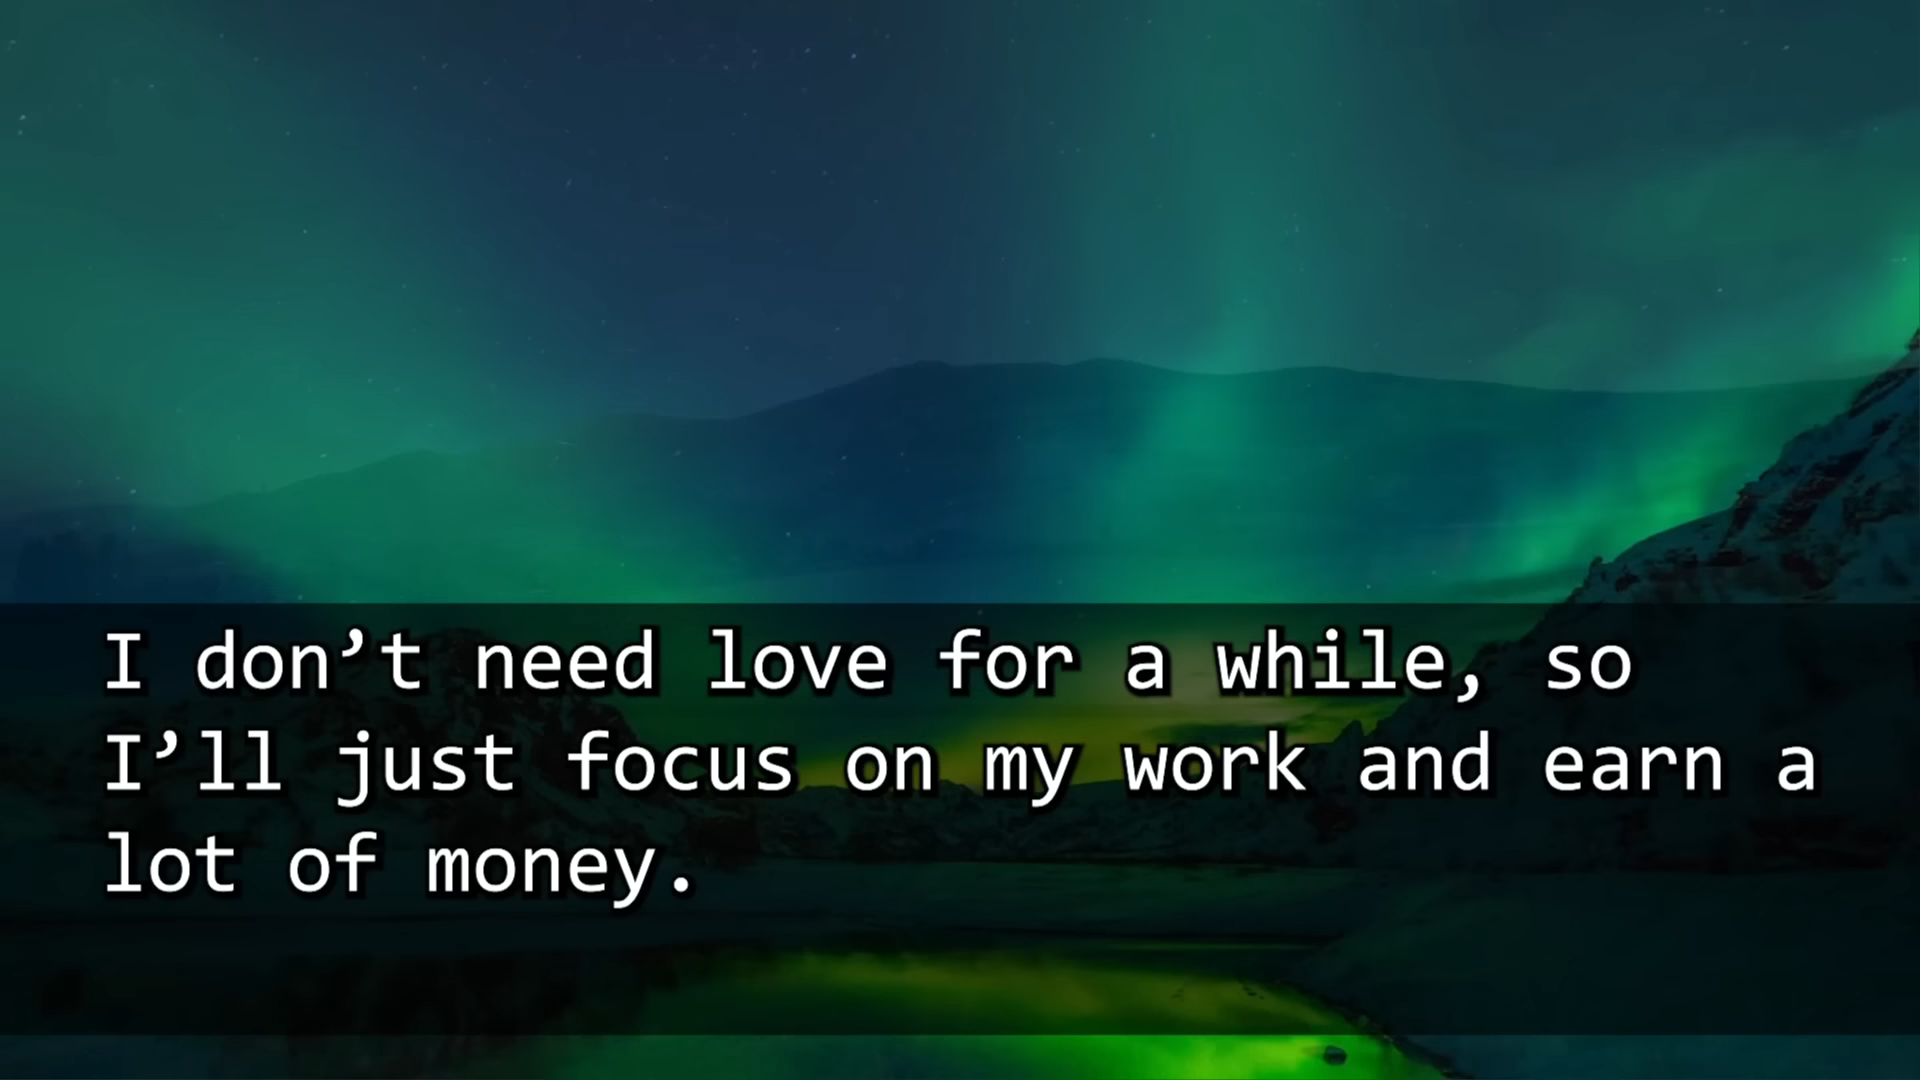 I don’t need love for a while, so
I’ll just focus on my work and earn a
lot of money.